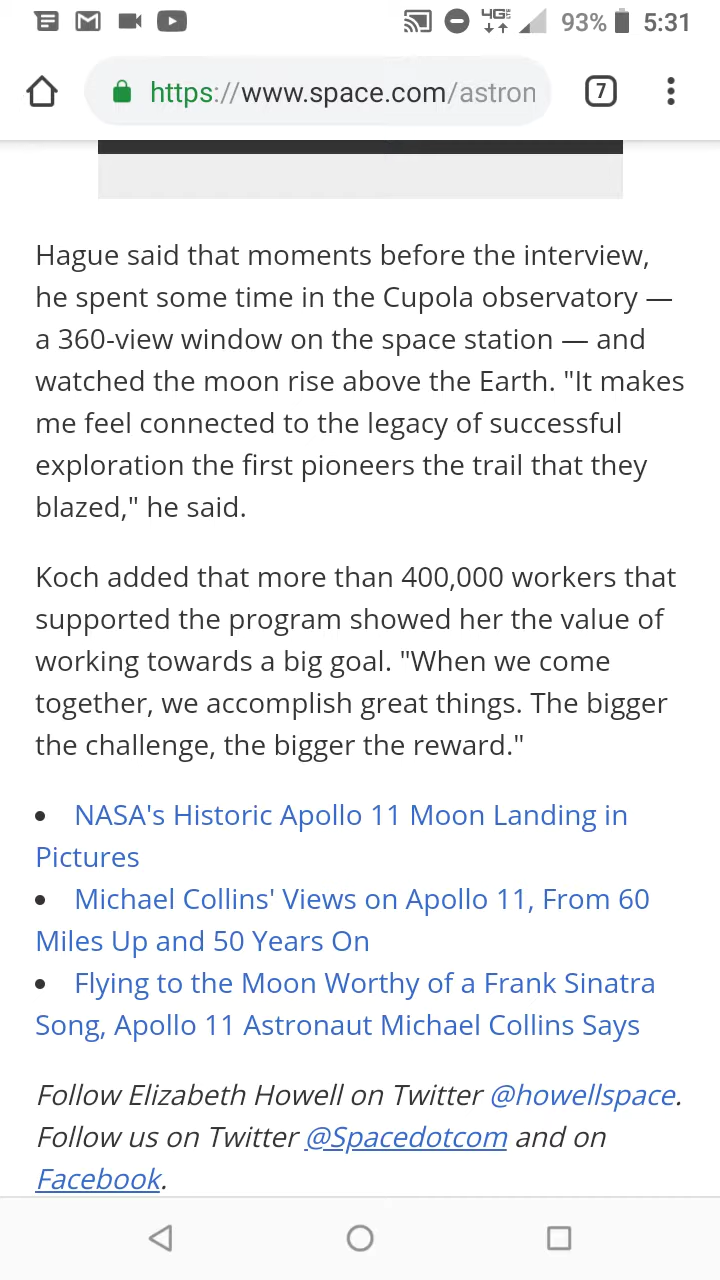 4GE 93% 5:31
https://www.space.com/astron 7
Hague said that moments before the interview,
he spent some time in the Cupola observatory —
a 360-view window on the space station — and
watched the moon rise above the Earth. "It makes
me feel connected to the legacy of successful
exploration the first pioneers the trail that they
blazed," he said.
Koch added that more than 400,000 workers that
supported the program showed her the value of
working towards a big goal. "When we come
together, we accomplish great things. The bigger
the challenge, the bigger the reward."
• NASA's Historic Apollo 11 Moon Landing in
Pictures
• Michael Collins' Views on Apollo 11, From 60
Miles Up and 50 Years On
• Flying to the Moon Worthy of a Frank Sinatra
Song, Apollo 11 Astronaut Michael Collins Says
Follow Elizabeth Howell on Twitter @howellspace.
Follow us on Twitter @Spacedotcom and on
Facebook.